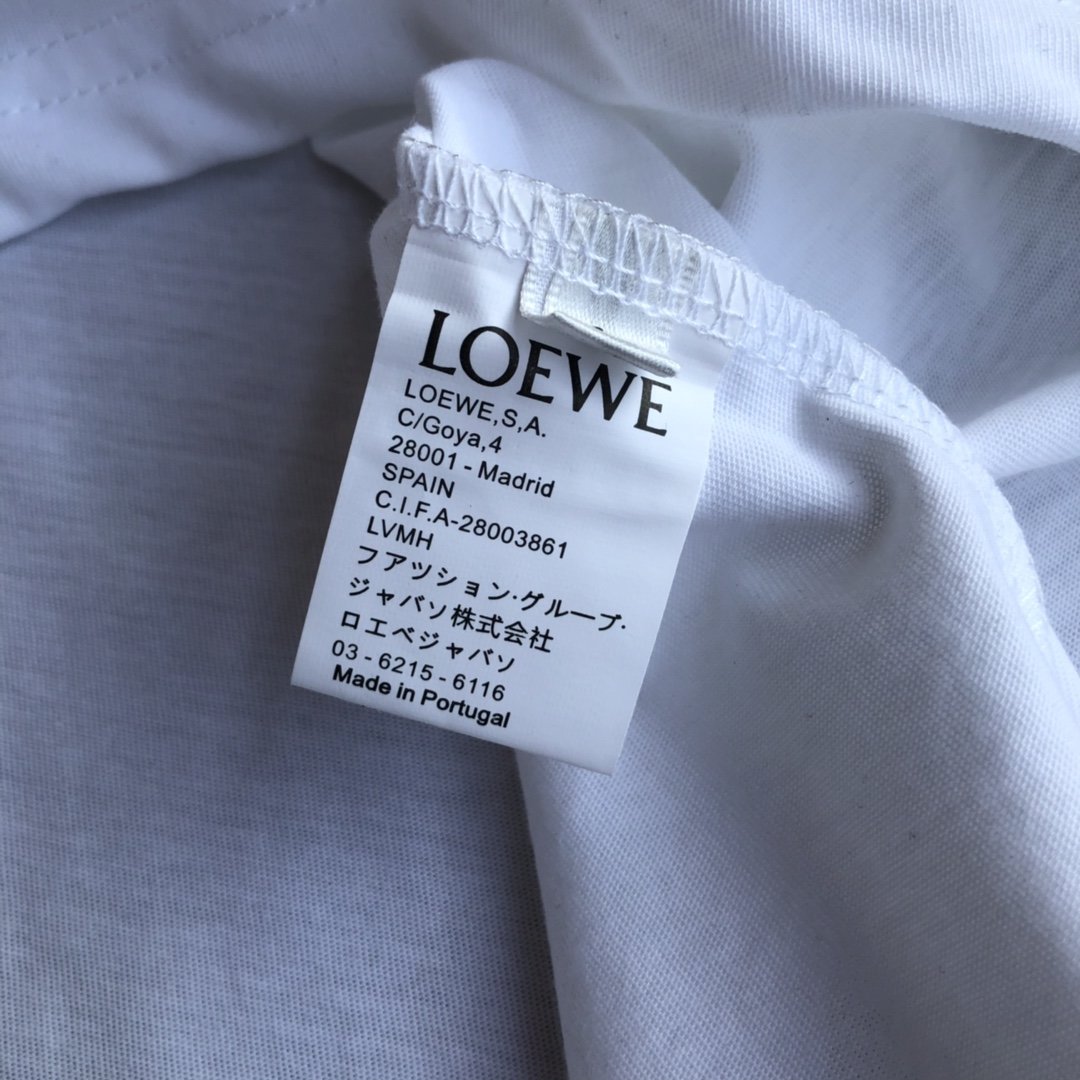 LOEWE
LOEWE,S,A.
C/Goya,4
28001 - Madrid
SPAIN
C.I.F.A-28003861
LVMH
フアツション·グループ·
ジャバソ株式会社
ロエベジャバソ
03 - 6215 - 6116
Made in Portugal